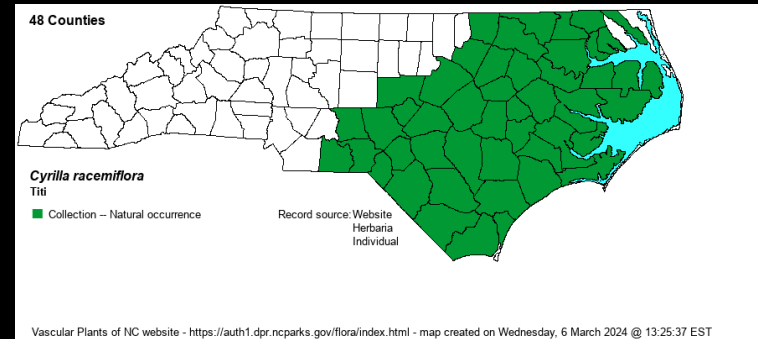 48 Counties
Cyrilla racemiflora
Titi
Collection -- Natural occurrence
Record source: Website
Herbaria
Individual
Vascular Plants of NC website - https://auth1.dpr.ncparks.gov/flora/index.html - map created on Wednesday, 6 March 2024 @ 13:25:37 EST